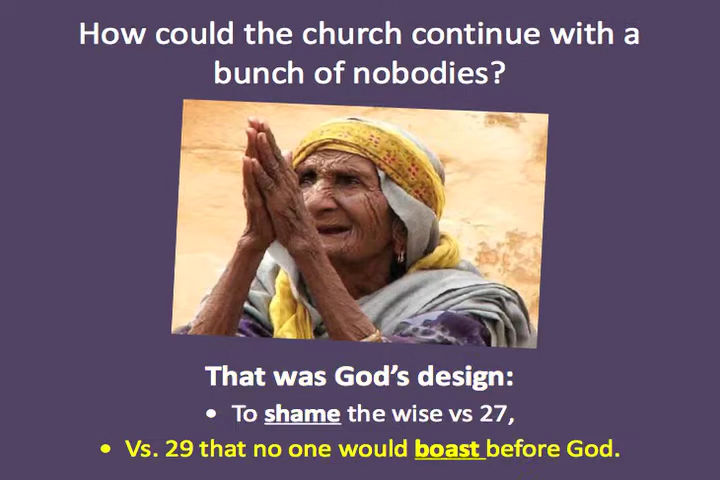 How could the church continue with a
bunch of nobodies?
That was God's design:
• To shame the wise vs 27,
• Vs. 29 that no one would boast before God.